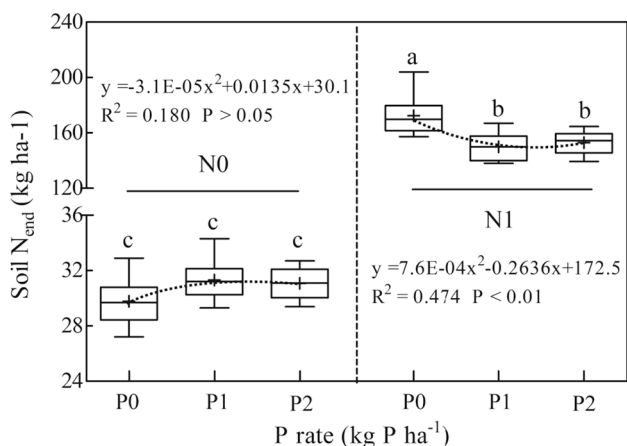 240
200
160
120
36
32
28
24
Soil N_end
(kg ha-1)
y =-3.1E-05x²+0.0135x+30.1
R² = 0.180 P > 0.05
N0
c
c
c
a
b
b
N1
y =7.6E-04x²-0.2636x+172.5
R² = 0.474 P < 0.01
P0 P1 P2 P0 P1 P2
P rate (kg P ha⁻¹)